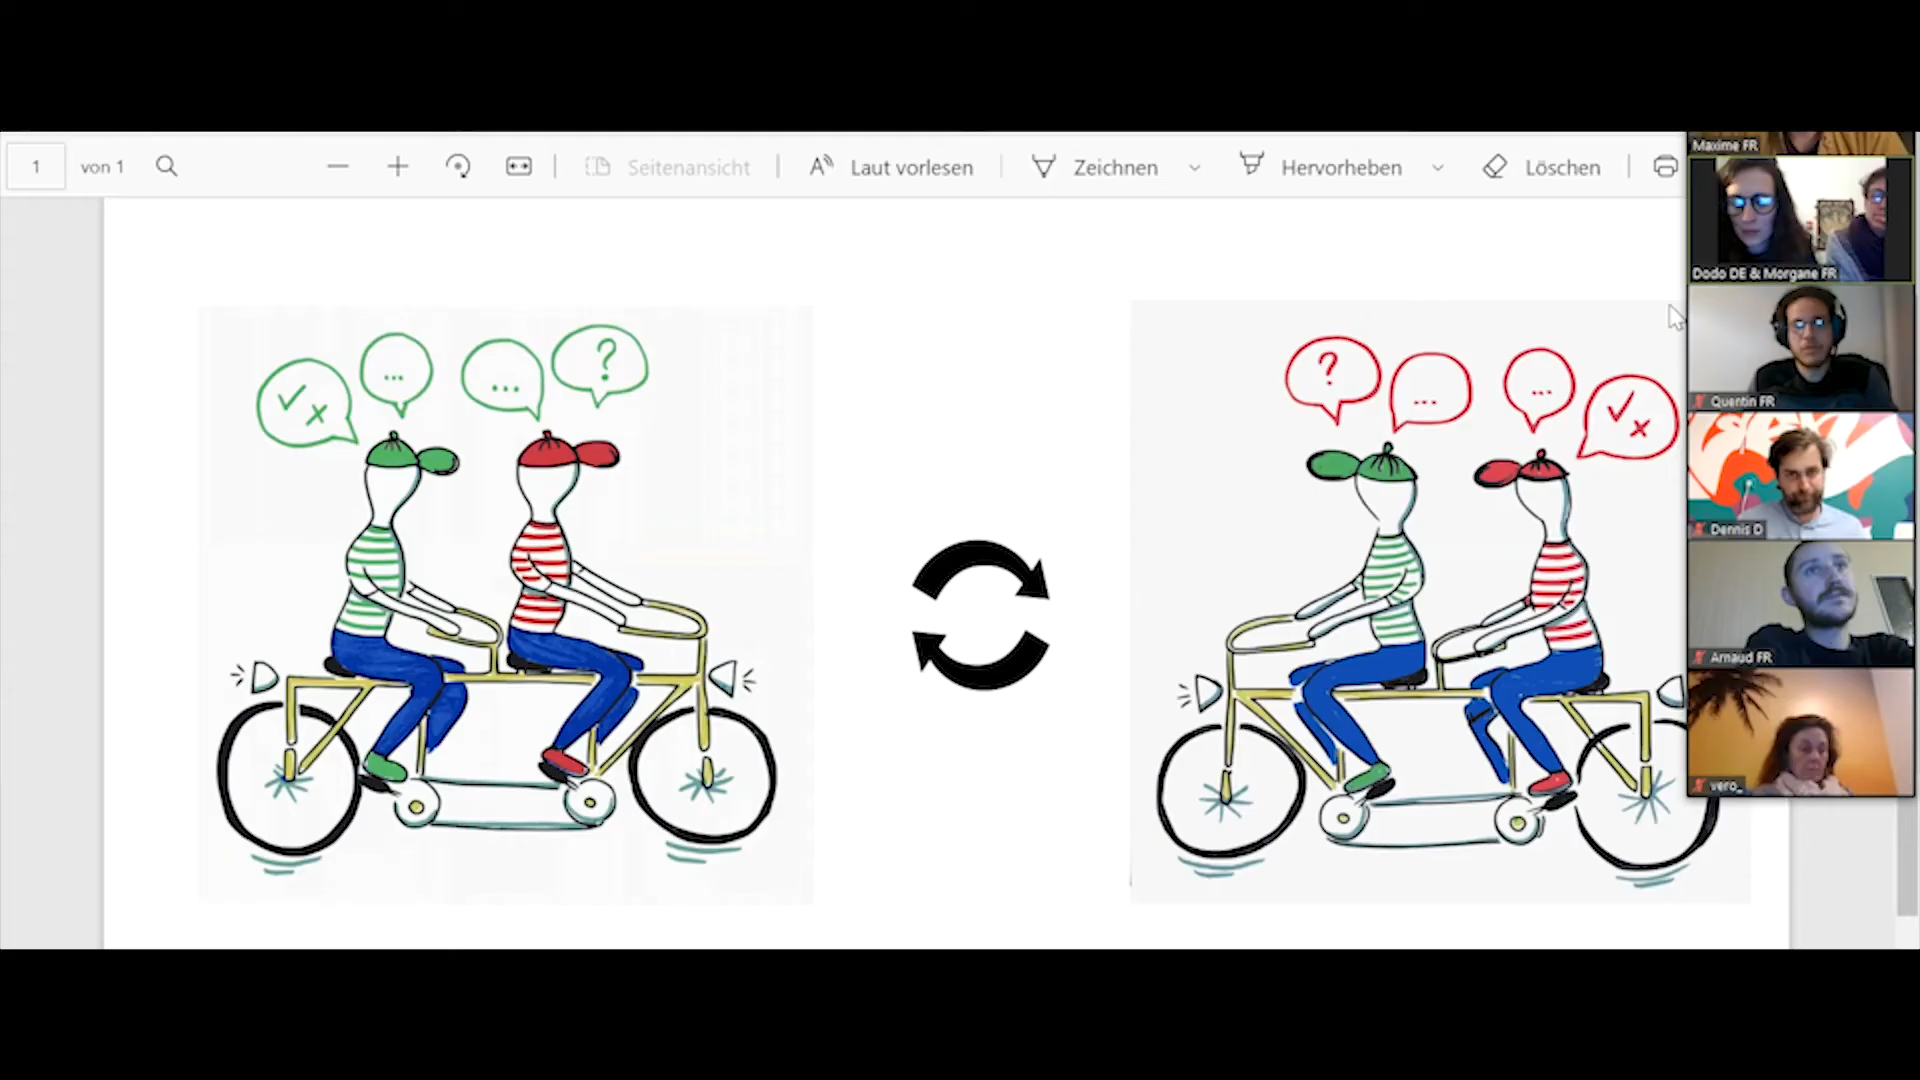 1 von 1 Seitenansicht Laut vorlesen Zeichnen Hervorheben Löschen
Maxime FR
Dodo DE & Morgane FR
Quentin FR
Dennis D
Arnaud FR
vero_
... ... ?
? ... ...